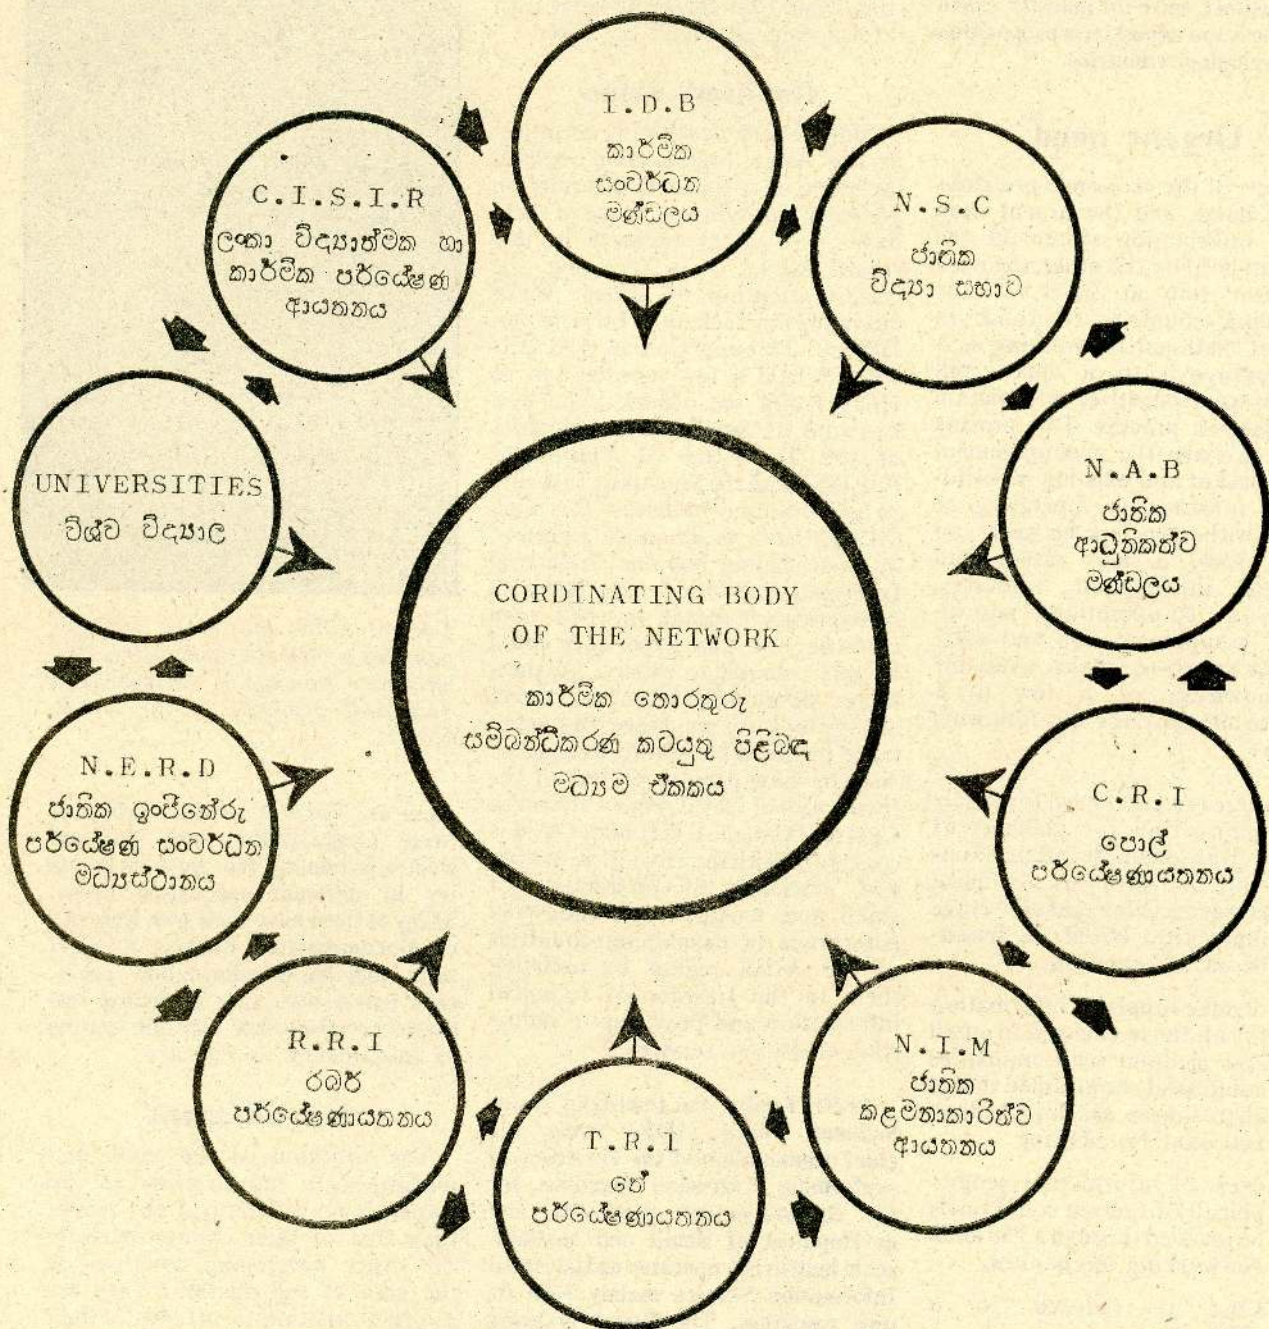 I.D.B
කාර්මික
සංවර්ධන
මණ්ඩලය
C.I.S.I.R
ලංකා විද්‍යාත්මක හා
කාර්මික පර්යේෂණ
ආයතනය
N.S.C
ජාතික
විද්‍යා සභාව
UNIVERSITIES
විශ්ව විද්‍යාල
N.A.B
ජාතික
ආධුනිකත්ව
මණ්ඩලය
CORDINATING BODY
OF THE NETWORK
කාර්මික තොරතුරු
සම්බන්ධීකරණ කටයුතු පිළිබඳ
මධ්‍යම ඒකකය
N.E.R.D
ජාතික ඉංජිනේරු
පර්යේෂණ සංවර්ධන
මධ්‍යස්ථානය
C.R.I
පොල්
පර්යේෂණායතනය
R.R.I
රබර්
පර්යේෂණායතනය
N.I.M
ජාතික
කළමනාකාරිත්ව
ආයතනය
T.R.I
තේ
පර්යේෂණායතනය